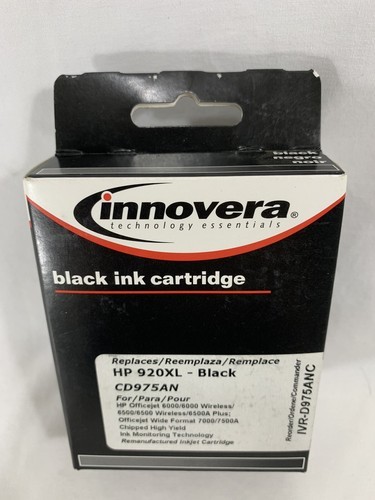 black
negro
noir
innovera®
technology essentials
black ink cartridge
Replaces/Reemplaza/Remplace
HP 920XL - Black
CD975AN
For/Para/Pour
HP Officejet 6000/6000 Wireless/
6500/6500 Wireless/6500A Plus;
Officejet Wide Format 7000/7500A
Chipped High Yield
Ink Monitoring Technology
Remanufactured Inkjet Cartridge
Reorder/Ordene/Commander
IVR-D975ANC